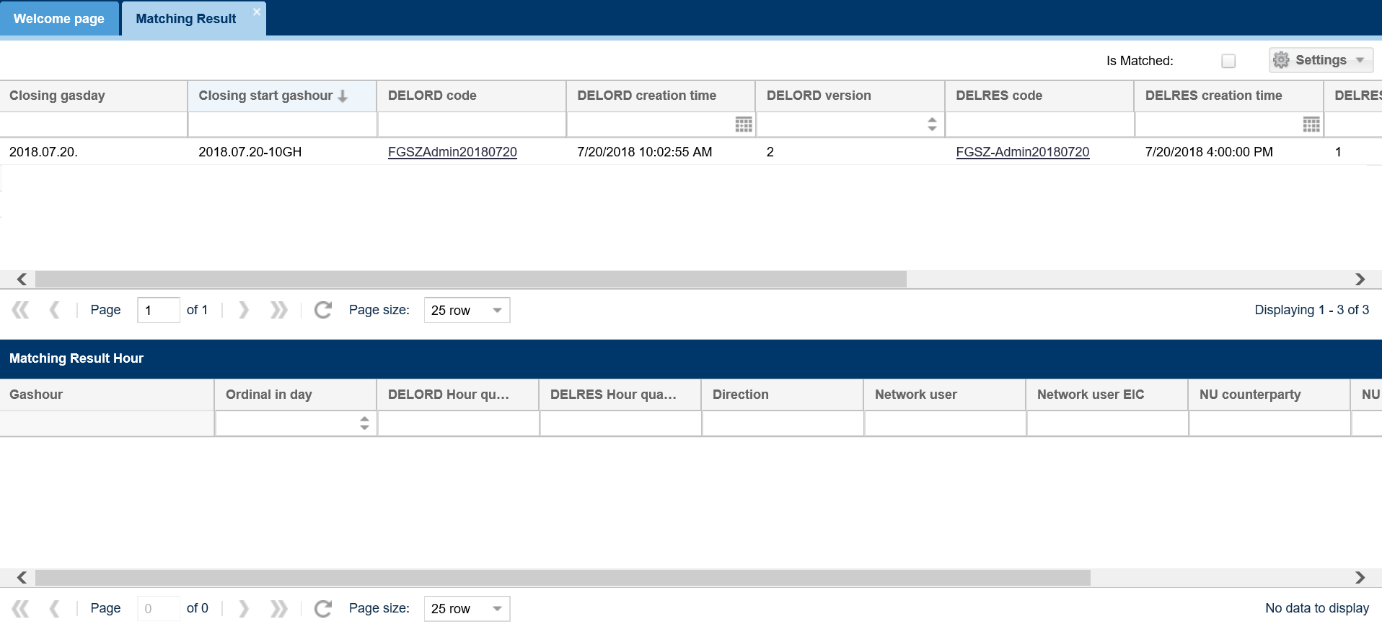 Welcome page Matching Result ×
Is Matched: Settings
Closing gasday Closing start gashour DELORD code DELORD creation time DELORD version DELRES code DELRES creation time DELRES
2018.07.20. 2018.07.20-10GH FGSZAdmin20180720 7/20/2018 10:02:55 AM 2 FGSZ-Admin20180720 7/20/2018 4:00:00 PM 1
Page 1 of 1 Page size: 25 row Displaying 1 - 3 of 3
Matching Result Hour
Gashour Ordinal in day DELORD Hour qu... DELRES Hour qua... Direction Network user Network user EIC NU counterparty NU
Page 0 of 0 Page size: 25 row No data to display